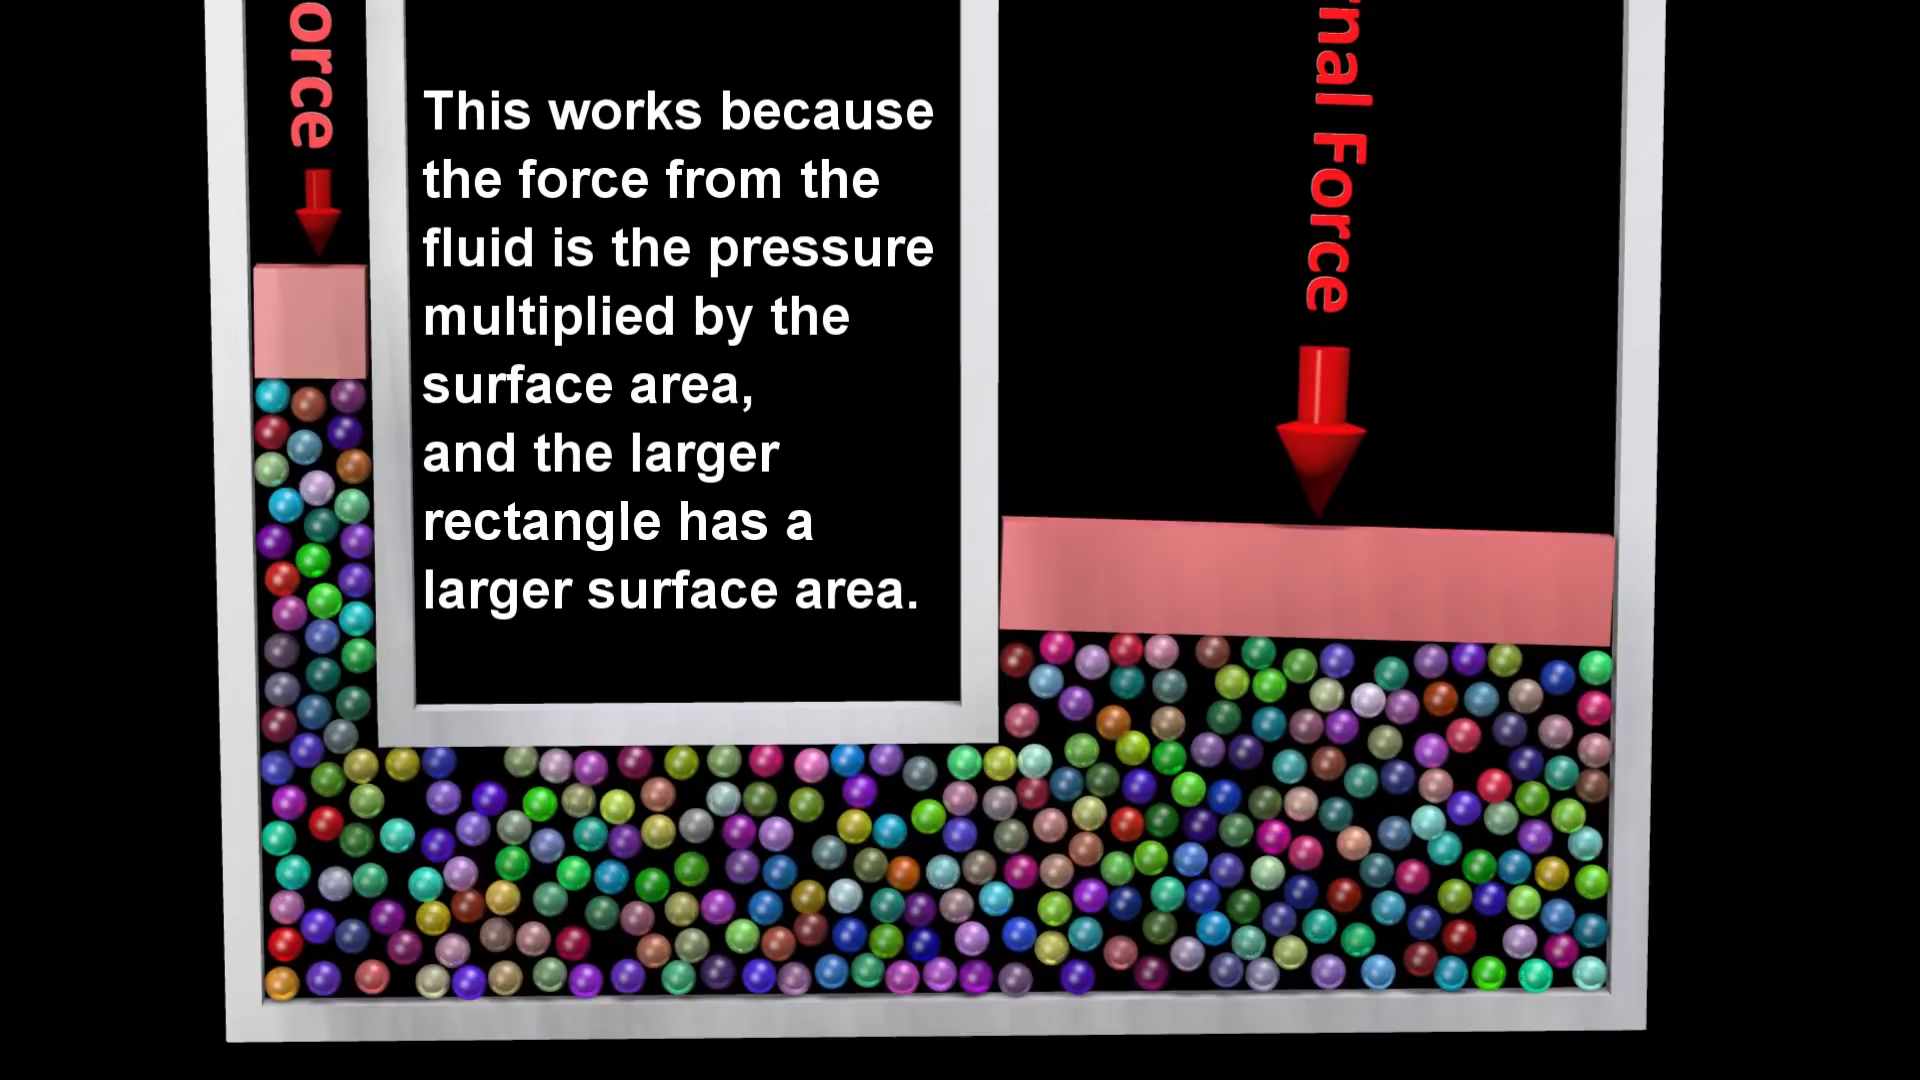 orce
This works because
the force from the
fluid is the pressure
multiplied by the
surface area,
and the larger
rectangle has a
larger surface area.
nal Force